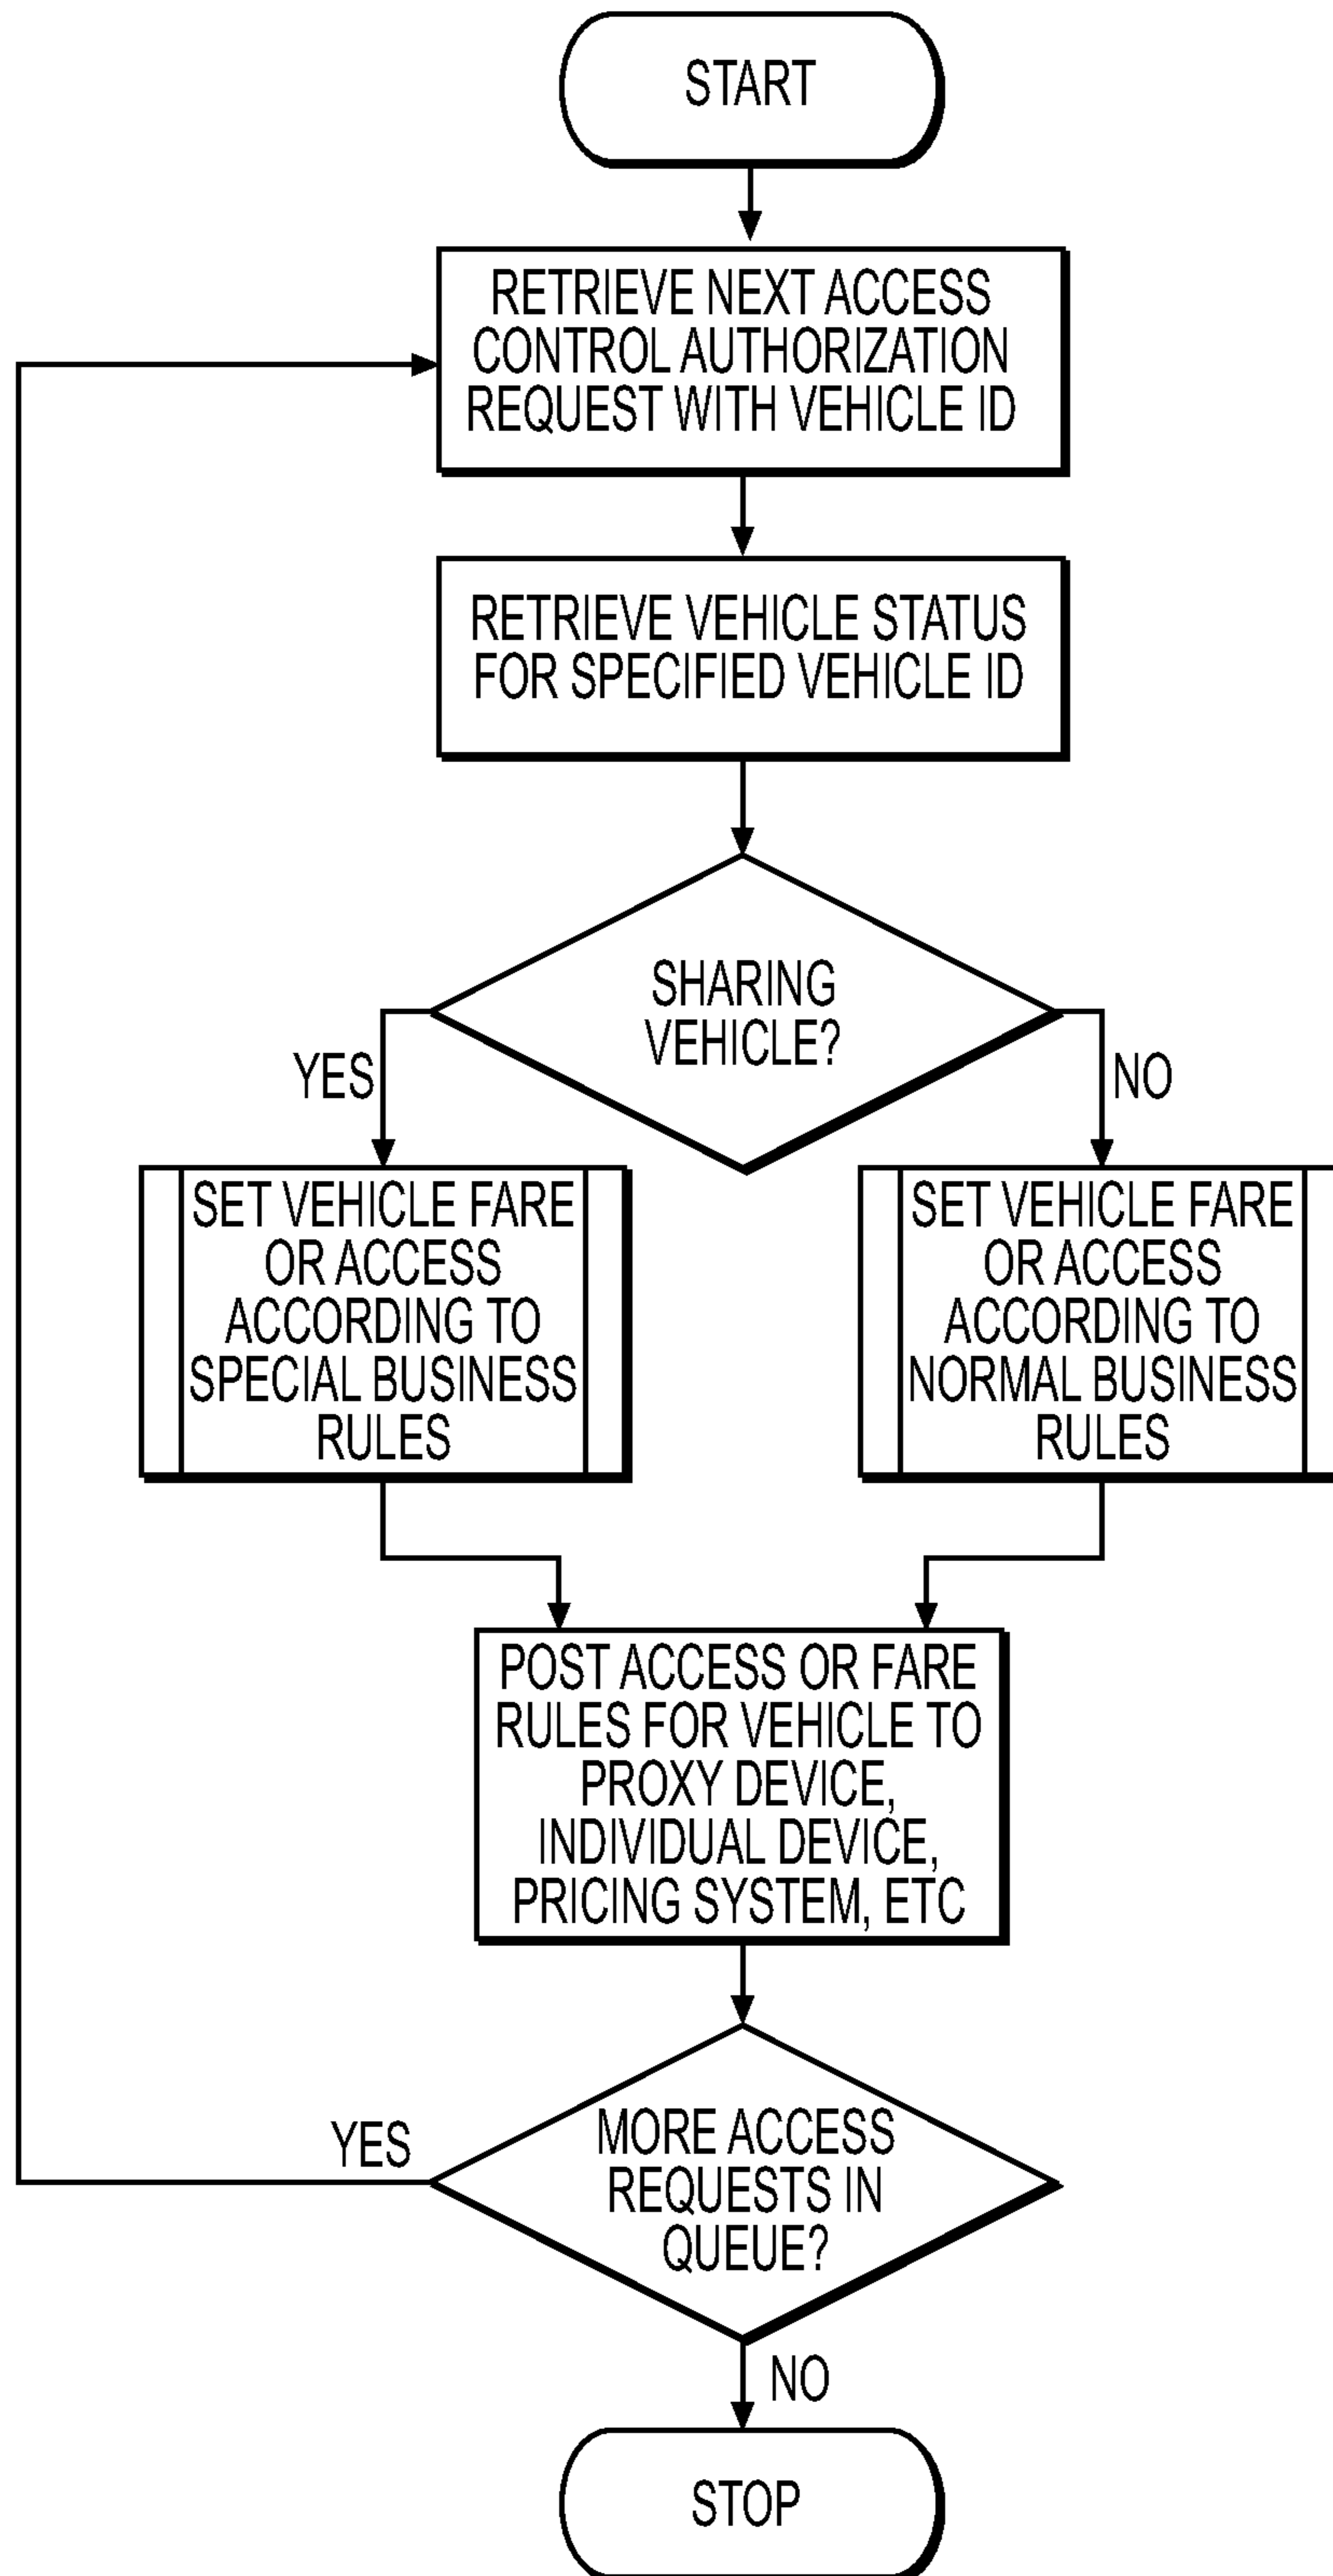 START
RETRIEVE NEXT ACCESS
CONTROL AUTHORIZATION
REQUEST WITH VEHICLE ID
RETRIEVE VEHICLE STATUS
FOR SPECIFIED VEHICLE ID
SHARING
VEHICLE?
YES
NO
SET VEHICLE FARE
OR ACCESS
ACCORDING TO
SPECIAL BUSINESS
RULES
SET VEHICLE FARE
OR ACCESS
ACCORDING TO
NORMAL BUSINESS
RULES
POST ACCESS OR FARE
RULES FOR VEHICLE TO
PROXY DEVICE,
INDIVIDUAL DEVICE,
PRICING SYSTEM, ETC
MORE ACCESS
REQUESTS IN
QUEUE?
YES
NO
STOP